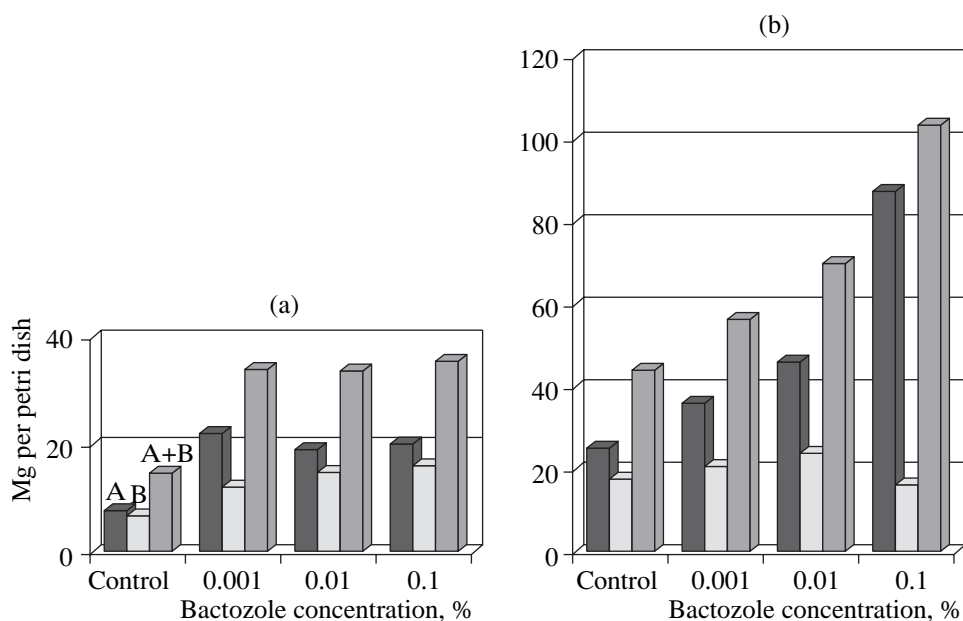 (b)
120
100
80
60
40
20
0
Control 0.001 0.01 0.1
Bactozole concentration, %
(a)
Mg per petri dish
40
20
0
A B A+B
Control 0.001 0.01 0.1
Bactozole concentration, %